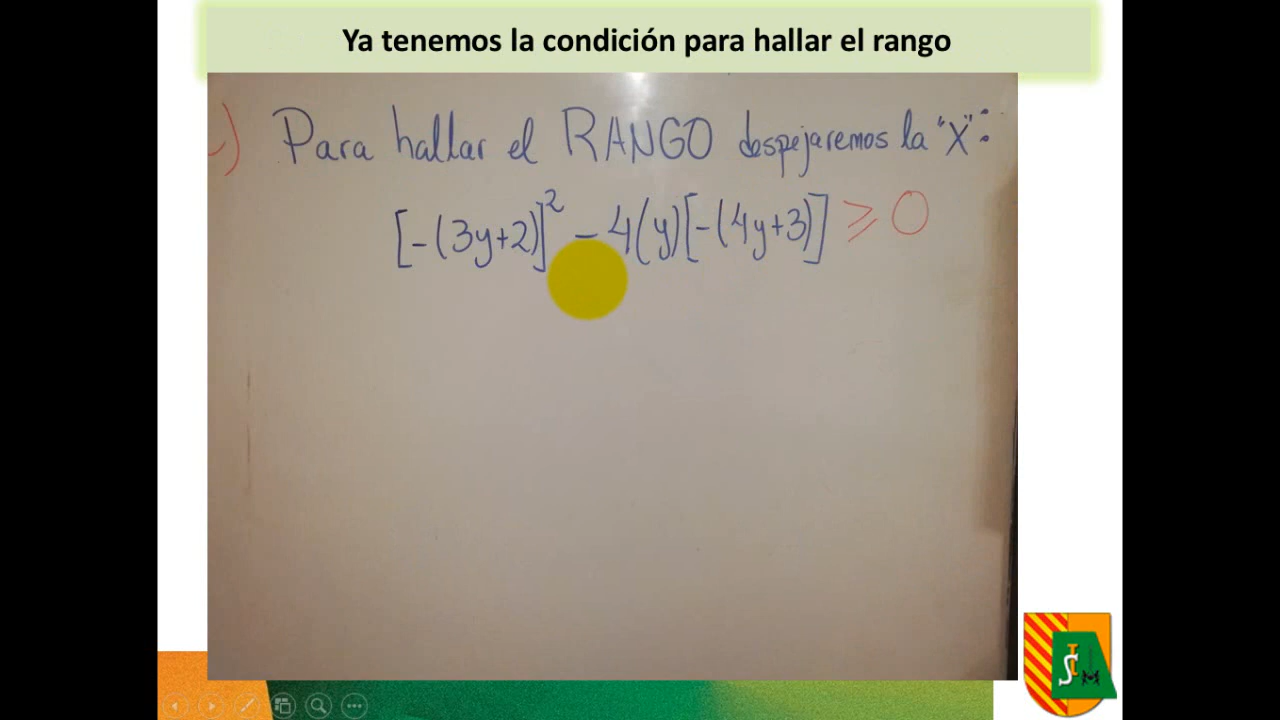 Ya tenemos la condición para hallar el rango
) Para hallar el RANGO despejaremos la "X":
[-(3y+2)]² - 4(y)[-(4y+3)] ≥ 0